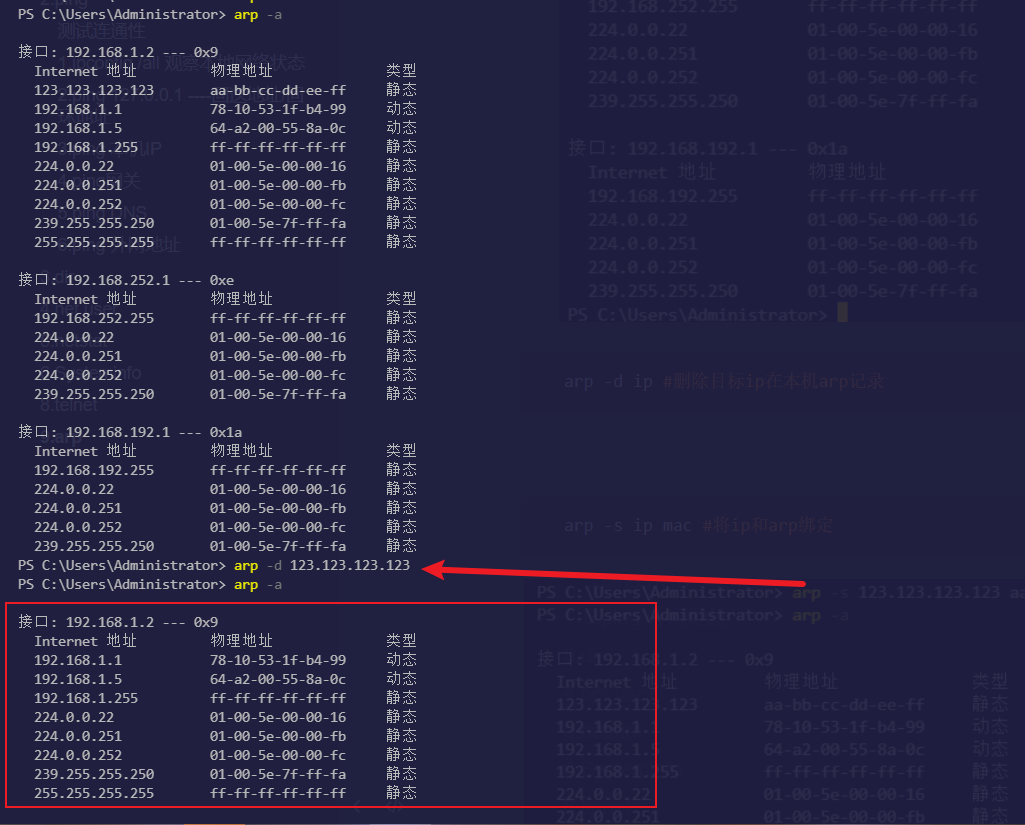 PS C:\Users\Administrator> arp -a
接口: 192.168.1.2 --- 0x9
Internet 地址 物理地址 类型
123.123.123.123 aa-bb-cc-dd-ee-ff 静态
192.168.1.1 78-10-53-1f-b4-99 动态
192.168.1.5 64-a2-00-55-8a-0c 动态
192.168.1.255 ff-ff-ff-ff-ff-ff 静态
224.0.0.22 01-00-5e-00-00-16 静态
224.0.0.251 01-00-5e-00-00-fb 静态
224.0.0.252 01-00-5e-00-00-fc 静态
239.255.255.250 01-00-5e-7f-ff-fa 静态
255.255.255.255 ff-ff-ff-ff-ff-ff 静态
接口: 192.168.252.1 --- 0xe
Internet 地址 物理地址 类型
192.168.252.255 ff-ff-ff-ff-ff-ff 静态
224.0.0.22 01-00-5e-00-00-16 静态
224.0.0.251 01-00-5e-00-00-fb 静态
224.0.0.252 01-00-5e-00-00-fc 静态
239.255.255.250 01-00-5e-7f-ff-fa 静态
接口: 192.168.192.1 --- 0x1a
Internet 地址 物理地址 类型
192.168.192.255 ff-ff-ff-ff-ff-ff 静态
224.0.0.22 01-00-5e-00-00-16 静态
224.0.0.251 01-00-5e-00-00-fb 静态
224.0.0.252 01-00-5e-00-00-fc 静态
239.255.255.250 01-00-5e-7f-ff-fa 静态
PS C:\Users\Administrator> arp -d 123.123.123.123
PS C:\Users\Administrator> arp -a
接口: 192.168.1.2 --- 0x9
Internet 地址 物理地址 类型
192.168.1.1 78-10-53-1f-b4-99 动态
192.168.1.5 64-a2-00-55-8a-0c 动态
192.168.1.255 ff-ff-ff-ff-ff-ff 静态
224.0.0.22 01-00-5e-00-00-16 静态
224.0.0.251 01-00-5e-00-00-fb 静态
224.0.0.252 01-00-5e-00-00-fc 静态
239.255.255.250 01-00-5e-7f-ff-fa 静态
255.255.255.255 ff-ff-ff-ff-ff-ff 静态
192.168.252.255 ff-ff-ff-ff-ff-ff
224.0.0.22 01-00-5e-00-00-16
224.0.0.251 01-00-5e-00-00-fb
224.0.0.252 01-00-5e-00-00-fc
239.255.255.250 01-00-5e-7f-ff-fa
接口: 192.168.192.1 --- 0x1a
Internet 地址 物理地址
192.168.192.255 ff-ff-ff-ff-ff-ff
224.0.0.22 01-00-5e-00-00-16
224.0.0.251 01-00-5e-00-00-fb
224.0.0.252 01-00-5e-00-00-fc
239.255.255.250 01-00-5e-7f-ff-fa
PS C:\Users\Administrator>
arp -d ip #删除目标ip在本机arp记录
arp -s ip mac #将ip和arp绑定
PS C:\Users\Administrator> arp -s 123.123.123.123 aa
PS C:\Users\Administrator> arp -a
接口: 192.168.1.2 --- 0x9
Internet 地址 物理地址 类型
123.123.123.123 aa-bb-cc-dd-ee-ff 静态
192.168.1.1 78-10-53-1f-b4-99 动态
192.168.1.5 64-a2-00-55-8a-0c 动态
192.168.1.255 ff-ff-ff-ff-ff-ff 静态
224.0.0.22 01-00-5e-00-00-16 静态
224.0.0.251 01-00-5e-00-00-fb 静态